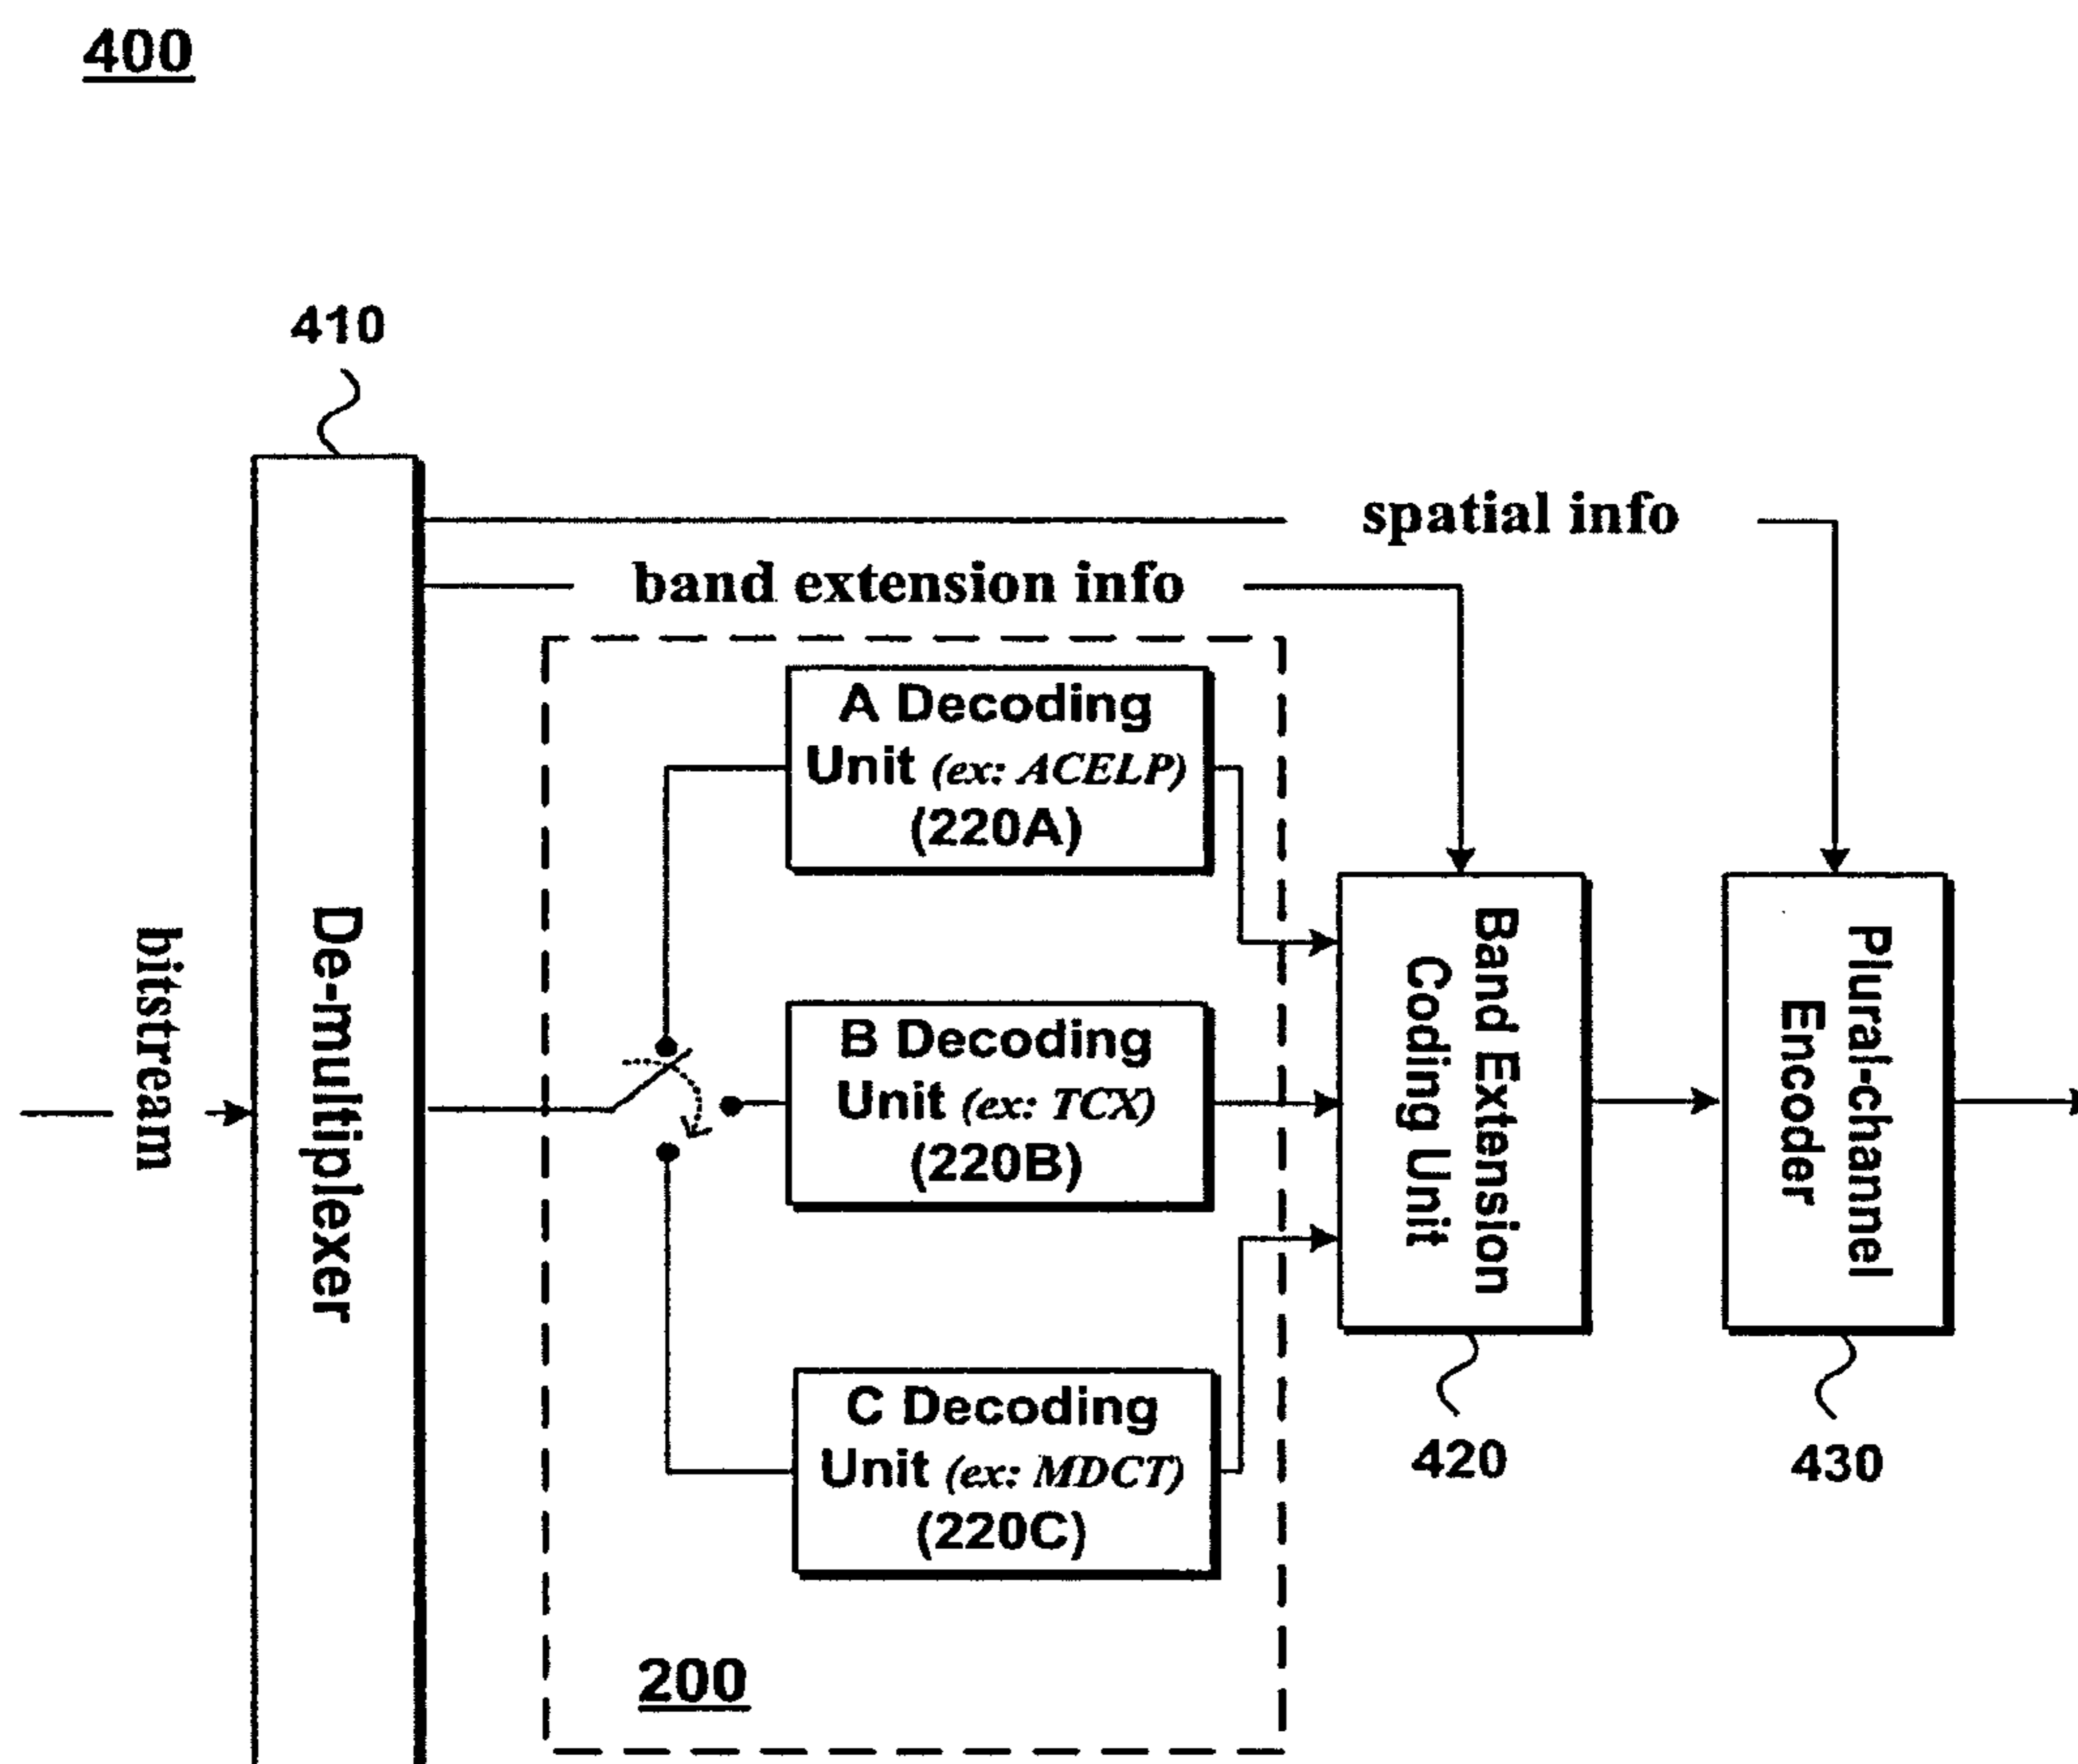 400
410
spatial info
band extension info
A Decoding
Unit (ex: ACELP)
(220A)
bitstream
De-multiplexer
B Decoding
Unit (ex: TCX)
(220B)
Band Extension
Coding Unit
Plural-channel
Encoder
C Decoding
Unit (ex: MDCT)
(220C)
420
430
200